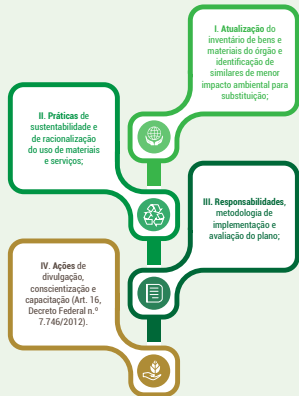 I. Atualização do
inventário de bens e
materiais do órgão e
identificação de
similares de menor
impacto ambiental para
substituição;
II. Práticas de
sustentabilidade e
de racionalização
do uso de materiais
e serviços;
III. Responsabilidades,
metodologia de
implementação e
avaliação do plano;
IV. Ações de
divulgação,
conscientização e
capacitação (Art. 16,
Decreto Federal n.º
7.746/2012).